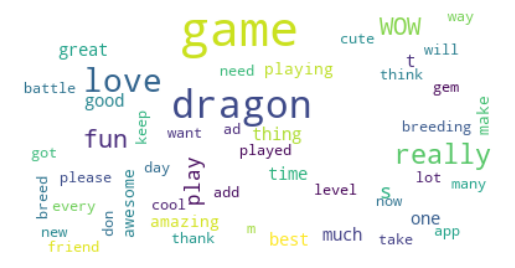 game
WOW
way
cute
will
great
love
need
playing
think
t
battle
good
dragon
gem
make
keep
want
ad
thing
breeding
fun
played
really
got
day
time
please
play
level
s
lot
many
breed
awesome
cool
add
now
every
new
don
amazing
one
app
friend
thank
m
best
much
take